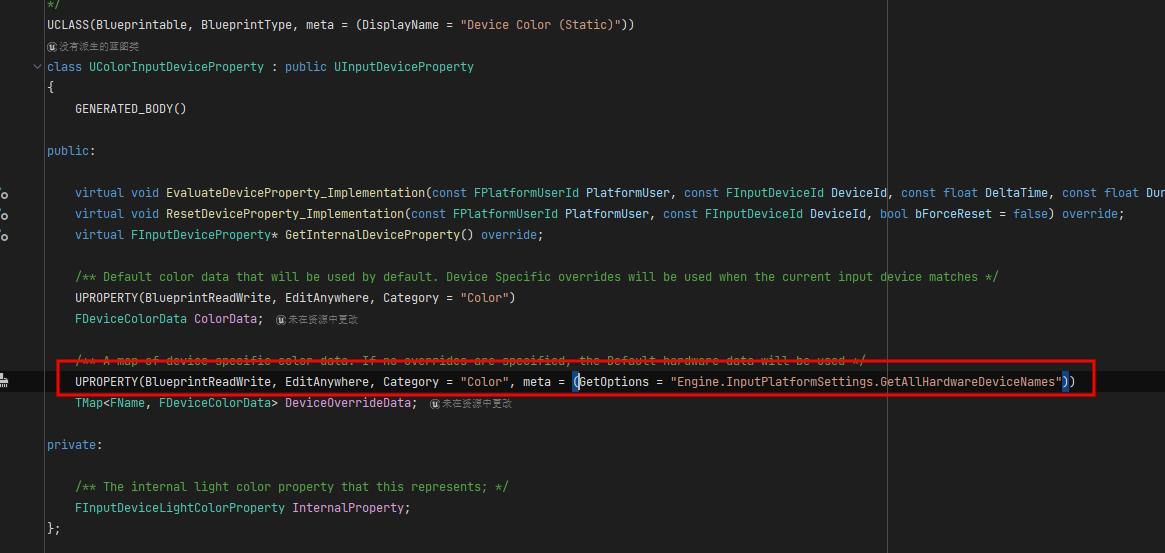 */
UCLASS(Blueprintable, BlueprintType, meta = (DisplayName = "Device Color (Static)"))
没有派生的蓝图类
class UColorInputDeviceProperty : public UInputDeviceProperty
{
GENERATED_BODY()
public:
virtual void EvaluateDeviceProperty_Implementation(const FPlatformUserId PlatformUser, const FInputDeviceId DeviceId, const float DeltaTime, const float Dur
virtual void ResetDeviceProperty_Implementation(const FPlatformUserId PlatformUser, const FInputDeviceId DeviceId, bool bForceReset = false) override;
virtual FInputDeviceProperty* GetInternalDeviceProperty() override;
/** Default color data that will be used by default. Device Specific overrides will be used when the current input device matches */
UPROPERTY(BlueprintReadWrite, EditAnywhere, Category = "Color")
FDeviceColorData ColorData; 未在资源中更改
/** A map of device specific color data. If no overrides are specified, the Default hardware data will be used */
UPROPERTY(BlueprintReadWrite, EditAnywhere, Category = "Color", meta = (GetOptions = "Engine.InputPlatformSettings.GetAllHardwareDeviceNames"))
TMap<FName, FDeviceColorData> DeviceOverrideData; 未在资源中更改
private:
/** The internal light color property that this represents; */
FInputDeviceLightColorProperty InternalProperty;
};